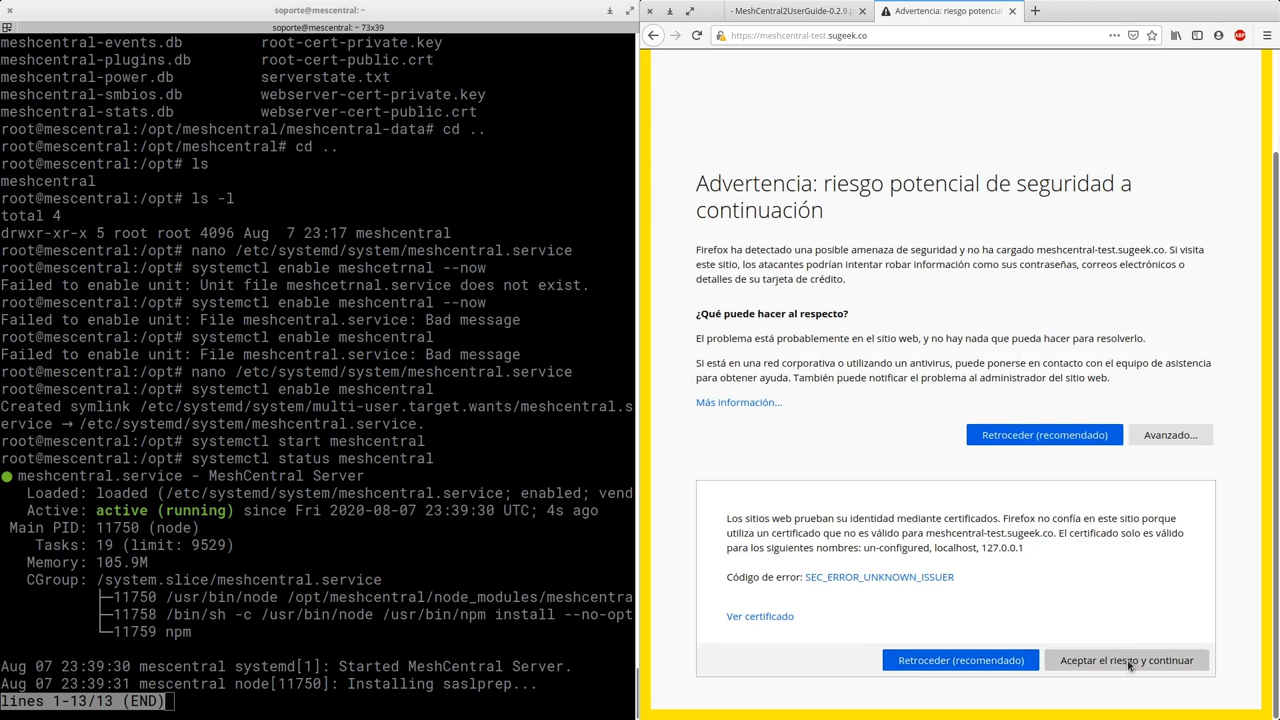 soporte@mescentral: ~
soporte@mescentral: ~ 73x39
meshcentral-events.db root-cert-private.key
meshcentral-plugins.db root-cert-public.crt
meshcentral-power.db serverstate.txt
meshcentral-smbios.db webserver-cert-private.key
meshcentral-stats.db webserver-cert-public.crt
root@mescentral:/opt/meshcentral/meshcentral-data# cd ..
root@mescentral:/opt/meshcentral# cd ..
root@mescentral:/opt# ls
meshcentral
root@mescentral:/opt# ls -l
total 4
drwxr-xr-x 5 root root 4096 Aug  7 23:17 meshcentral
root@mescentral:/opt# nano /etc/systemd/system/meshcentral.service
root@mescentral:/opt# systemctl enable meshcetrnal --now
Failed to enable unit: Unit file meshcetrnal.service does not exist.
root@mescentral:/opt# systemctl enable meshcentral --now
Failed to enable unit: File meshcentral.service: Bad message
root@mescentral:/opt# systemctl enable meshcentral
Failed to enable unit: File meshcentral.service: Bad message
root@mescentral:/opt# nano /etc/systemd/system/meshcentral.service
root@mescentral:/opt# systemctl enable meshcentral
Created symlink /etc/systemd/system/multi-user.target.wants/meshcentral.s
ervice → /etc/systemd/system/meshcentral.service.
root@mescentral:/opt# systemctl start meshcentral
root@mescentral:/opt# systemctl status meshcentral
● meshcentral.service - MeshCentral Server
Loaded: loaded (/etc/systemd/system/meshcentral.service; enabled; vend
Active: active (running) since Fri 2020-08-07 23:39:30 UTC; 4s ago
Main PID: 11750 (node)
Tasks: 19 (limit: 9529)
Memory: 105.9M
CGroup: /system.slice/meshcentral.service
├─11750 /usr/bin/node /opt/meshcentral/node_modules/meshcentra
├─11758 /bin/sh -c /usr/bin/node /usr/bin/npm install --no-opt
└─11759 npm
Aug 07 23:39:30 mescentral systemd[1]: Started MeshCentral Server.
Aug 07 23:39:31 mescentral node[11750]: Installing saslprep...
lines 1-13/13 (END)
- MeshCentral2UserGuide-0.2.9.p
Advertencia: riesgo potencial
https://meshcentral-test.sugeek.co
ABP
Advertencia: riesgo potencial de seguridad a
continuación
Firefox ha detectado una posible amenaza de seguridad y no ha cargado meshcentral-test.sugeek.co. Si visita
este sitio, los atacantes podrían intentar robar información como sus contraseñas, correos electrónicos o
detalles de su tarjeta de crédito.
¿Qué puede hacer al respecto?
El problema está probablemente en el sitio web, y no hay nada que pueda hacer para resolverlo.
Si está en una red corporativa o utilizando un antivirus, puede ponerse en contacto con el equipo de asistencia
para obtener ayuda. También puede notificar el problema al administrador del sitio web.
Más información...
Retroceder (recomendado)
Avanzado...
Los sitios web prueban su identidad mediante certificados. Firefox no confía en este sitio porque
utiliza un certificado que no es válido para meshcentral-test.sugeek.co. El certificado solo es válido
para los siguientes nombres: un-configured, localhost, 127.0.0.1
Código de error: SEC_ERROR_UNKNOWN_ISSUER
Ver certificado
Retroceder (recomendado)
Aceptar el riesgo y continuar